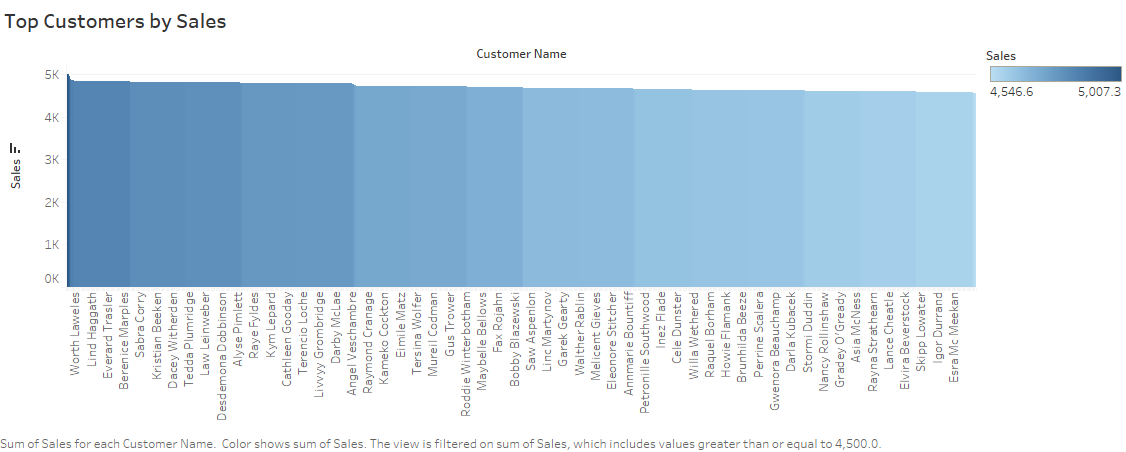 Top Customers by Sales
Customer Name
Sales
4,546.6
5,007.3
5K
4K
3K
2K
1K
0K
Sales
Worth Lawelles
Lind Haggath
Everard Trasler
Berenice Marples
Sabra Corry
Kristian Beeken
Dacey Witherden
Tedda Plumridge
Law Leinweber
Desdemona Dobbinson
Alyse Pimlett
Raye Fyldes
Kym Lepard
Cathleen Gooday
Terencio Loche
Livvyy Grombridge
Darby McLae
Angel Veschambre
Raymond Cranage
Kameko Cockton
Eimile Matz
Tersina Wolfer
Mureil Codman
Gus Trower
Roddie Winterbotham
Maybelle Bellows
Fax Rojahn
Bobby Blazewski
Saw Aspenlon
Linc Martynov
Garek Gearty
Walther Rablin
Melicent Gieves
Eleonore Stitcher
Annmarie Bountiff
Petronille Southwood
Inez Flade
Cele Dunster
Willa Wethered
Raquel Borham
Howie Flamank
Brunhilda Beeze
Perrine Scalera
Gwenora Beauchamp
Darla Kubacek
Stormi Duddin
Nancy Rollinshaw
Gradey O'Gready
Asia McNess
Rayna Strathearn
Lance Cheatle
Elvira Beverstock
Skipp Lowater
Igor Durrand
Esra Mc Meekan
Sum of Sales for each Customer Name.  Color shows sum of Sales. The view is filtered on sum of Sales, which includes values greater than or equal to 4,500.0.